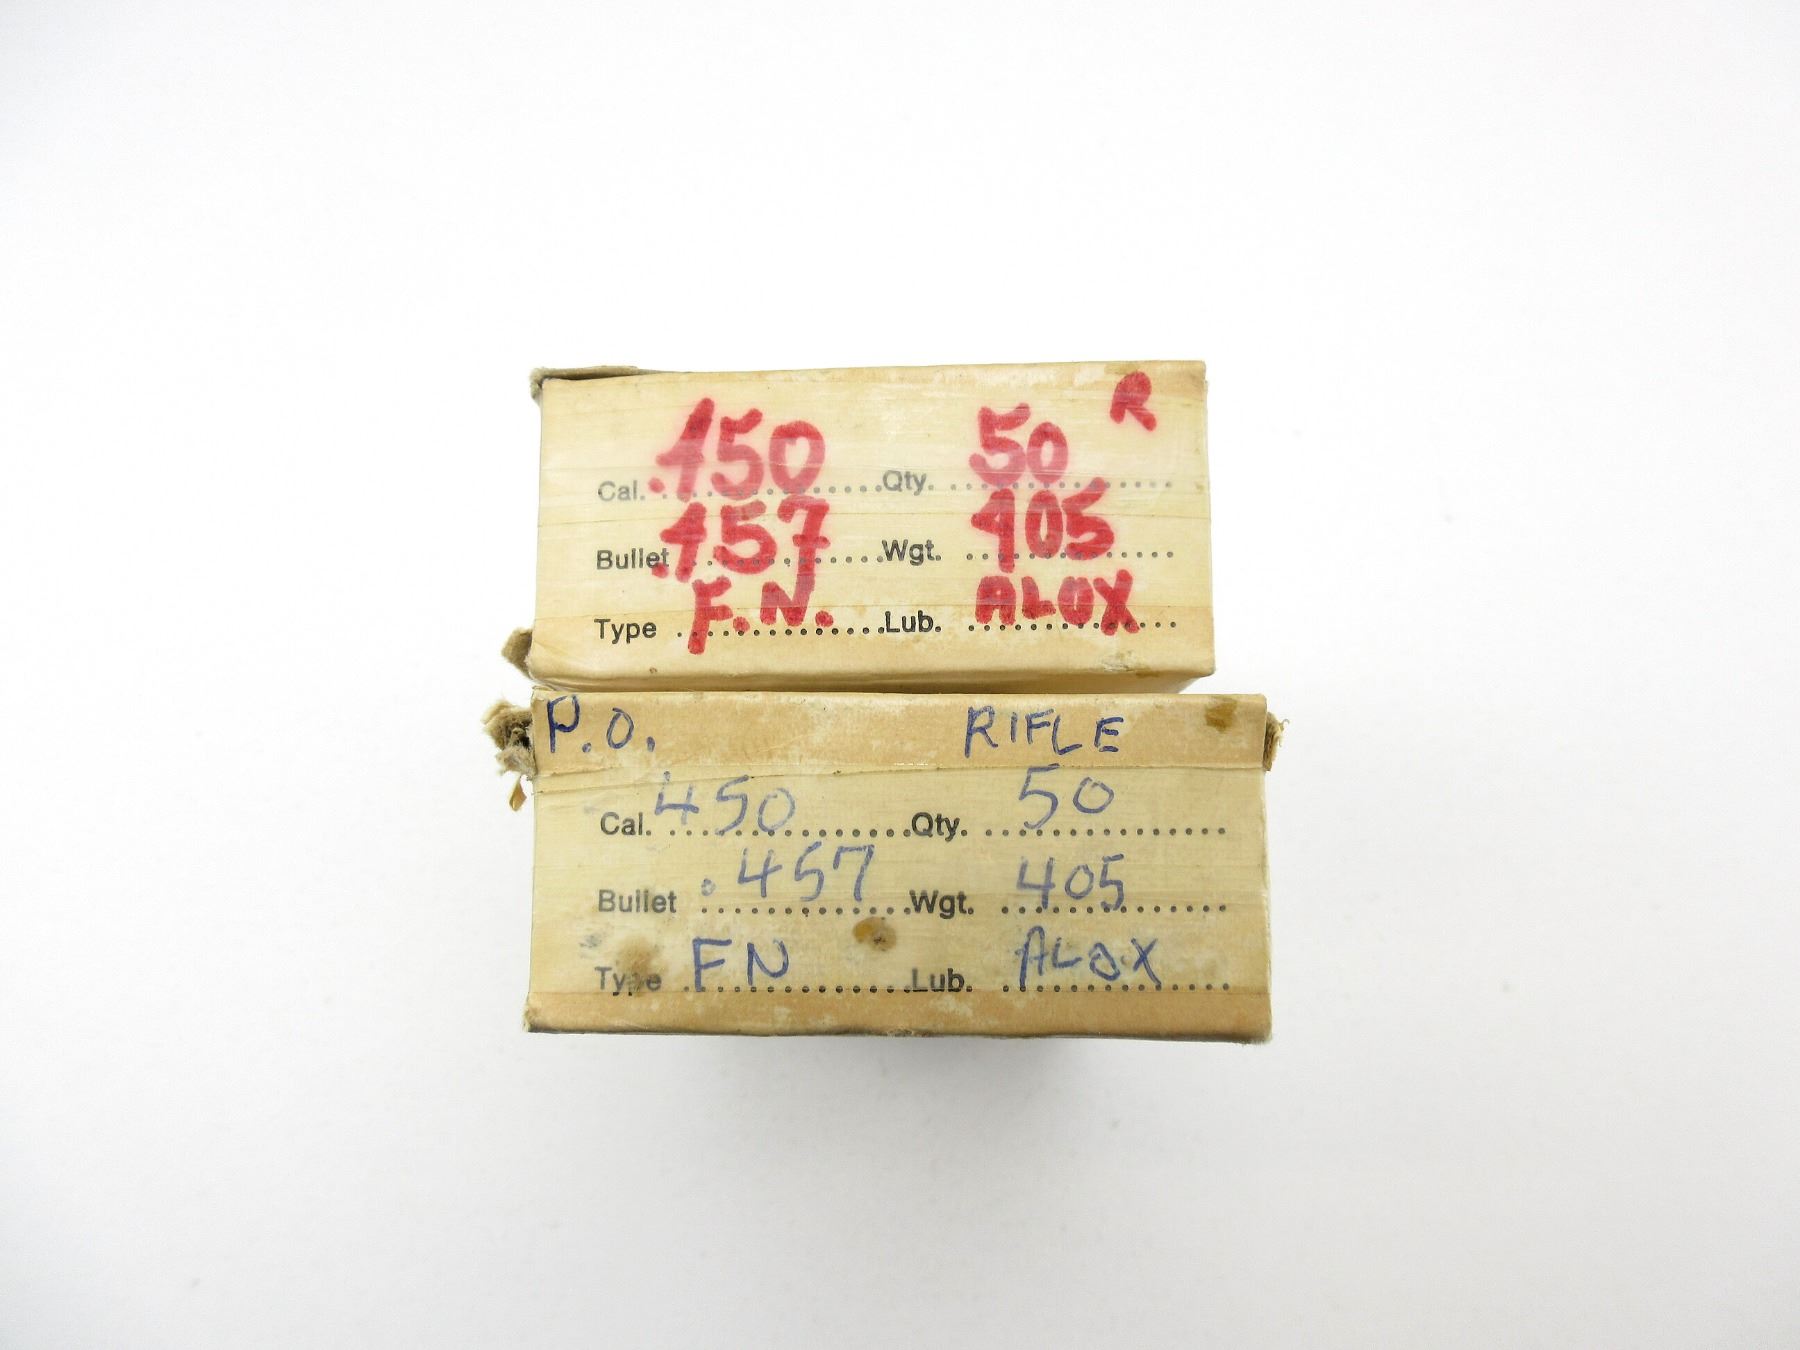 R
Cal. .450 Qty. 50
Bullet .457 Wgt. 405
Type F.N. Lub. ALOX
P.O. RIFLE
Cal. 450 Qty. 50
Bullet .457 Wgt. 405
Type FN Lub. ALOX